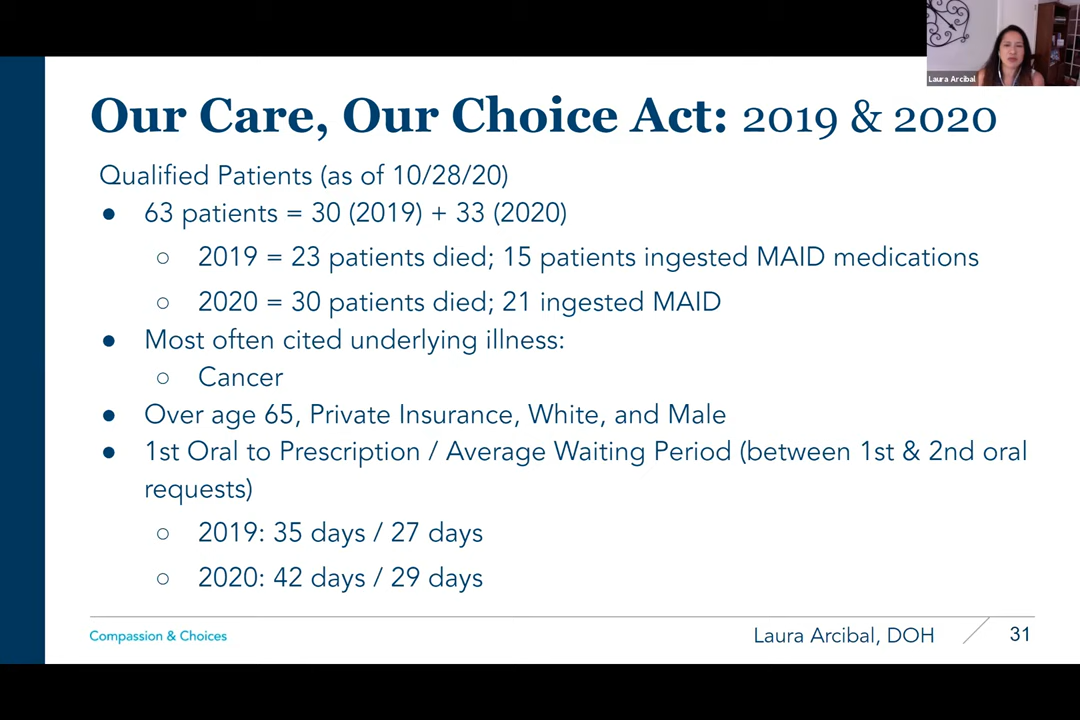 Laura Arcibal
Our Care, Our Choice Act: 2019 & 2020
Qualified Patients (as of 10/28/20)
● 63 patients = 30 (2019) + 33 (2020)
○ 2019 = 23 patients died; 15 patients ingested MAID medications
○ 2020 = 30 patients died; 21 ingested MAID
● Most often cited underlying illness:
○ Cancer
● Over age 65, Private Insurance, White, and Male
● 1st Oral to Prescription / Average Waiting Period (between 1st & 2nd oral
requests)
○ 2019: 35 days / 27 days
○ 2020: 42 days / 29 days
Compassion & Choices
Laura Arcibal, DOH
31